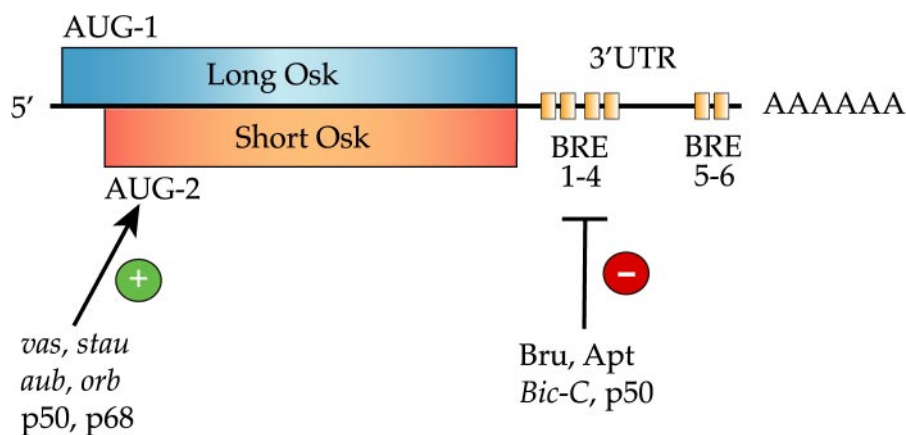 AUG-1
Long Osk
3’UTR
5’
AAAAAA
Short Osk
BRE
1-4
BRE
5-6
AUG-2
+
–
vas, stau
aub, orb
p50, p68
Bru, Apt
Bic-C, p50